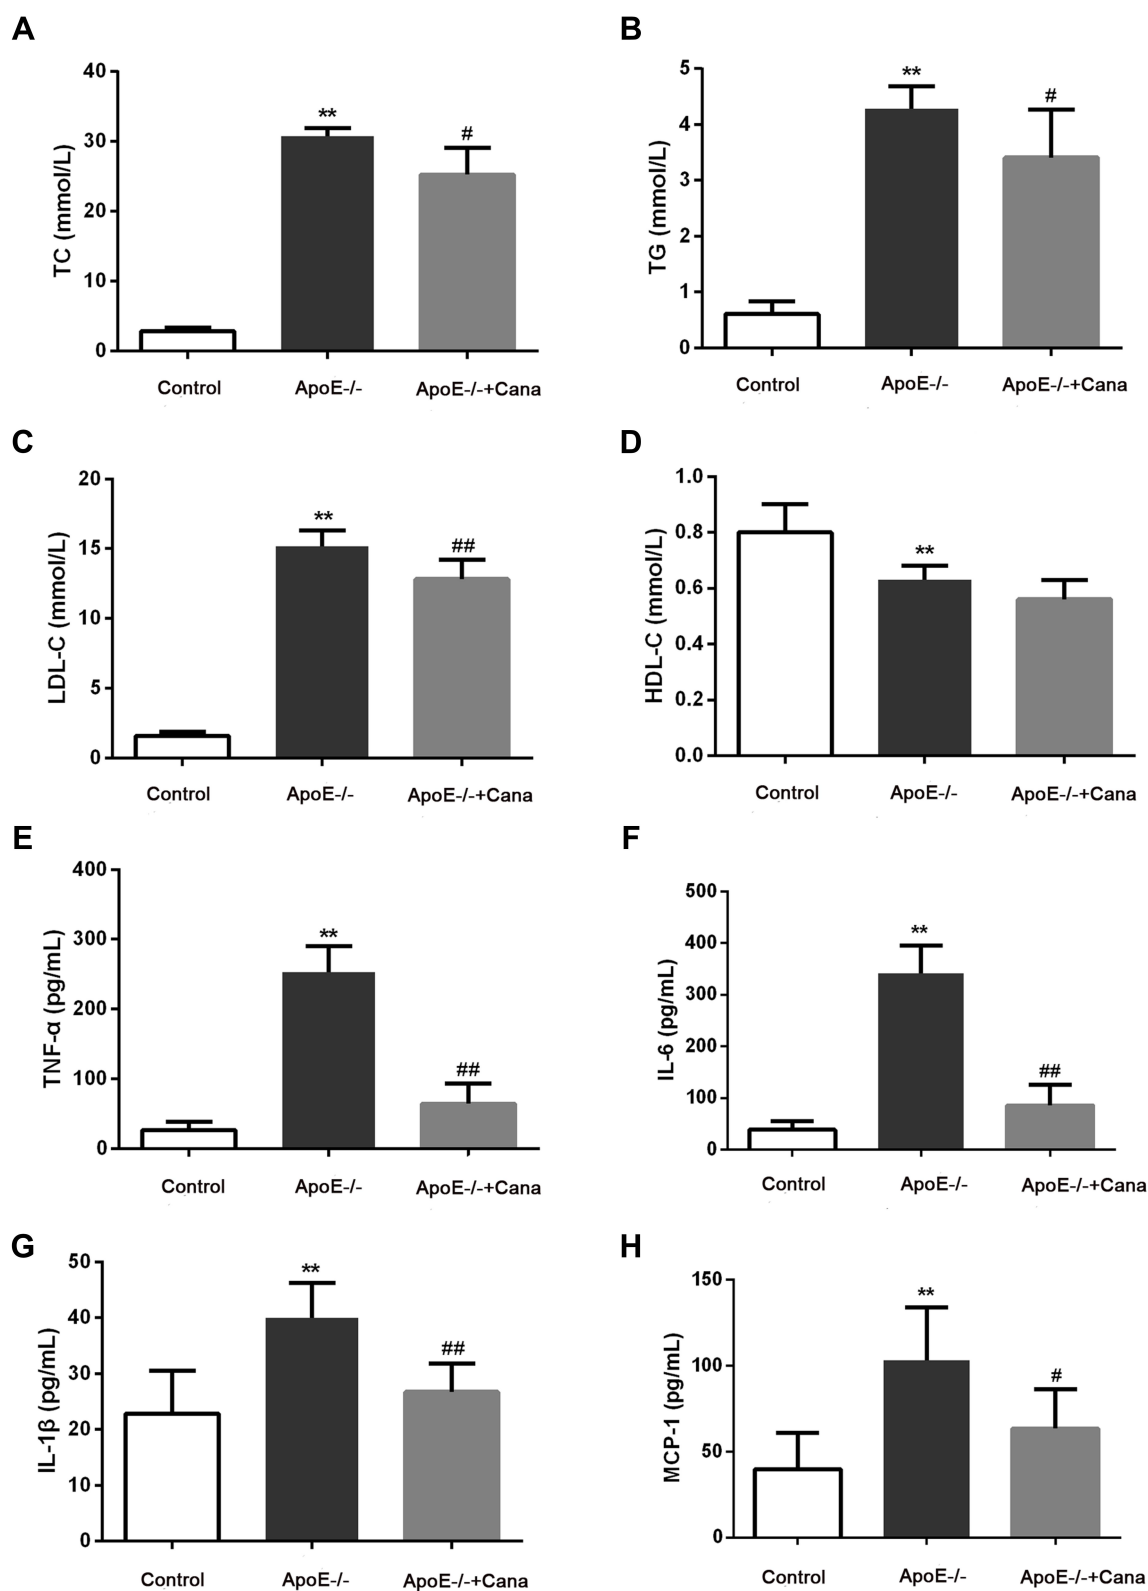 A
TC (mmol/L)
40
30
20
10
0
**
#
Control ApoE-/- ApoE-/-+Cana
B
TG (mmol/L)
5
4
3
2
1
0
**
#
Control ApoE-/- ApoE-/-+Cana
C
LDL-C (mmol/L)
20
15
10
5
0
**
##
Control ApoE-/- ApoE-/-+Cana
D
HDL-C (mmol/L)
1.0
0.8
0.6
0.4
0.2
0.0
**
Control ApoE-/- ApoE-/-+Cana
E
TNF-α (pg/mL)
400
300
200
100
0
**
##
Control ApoE-/- ApoE-/-+Cana
F
IL-6 (pg/mL)
500
400
300
200
100
0
**
##
Control ApoE-/- ApoE-/-+Cana
G
IL-1β (pg/mL)
50
40
30
20
10
0
**
##
Control ApoE-/- ApoE-/-+Cana
H
MCP-1 (pg/mL)
150
100
50
0
**
#
Control ApoE-/- ApoE-/-+Cana